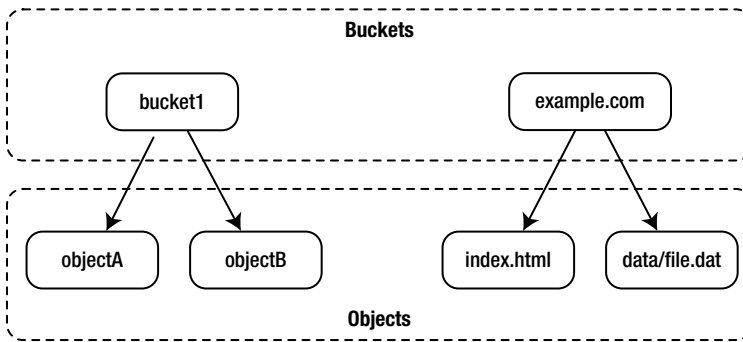 Buckets
bucket1
example.com
objectA
objectB
index.html
data/file.dat
Objects